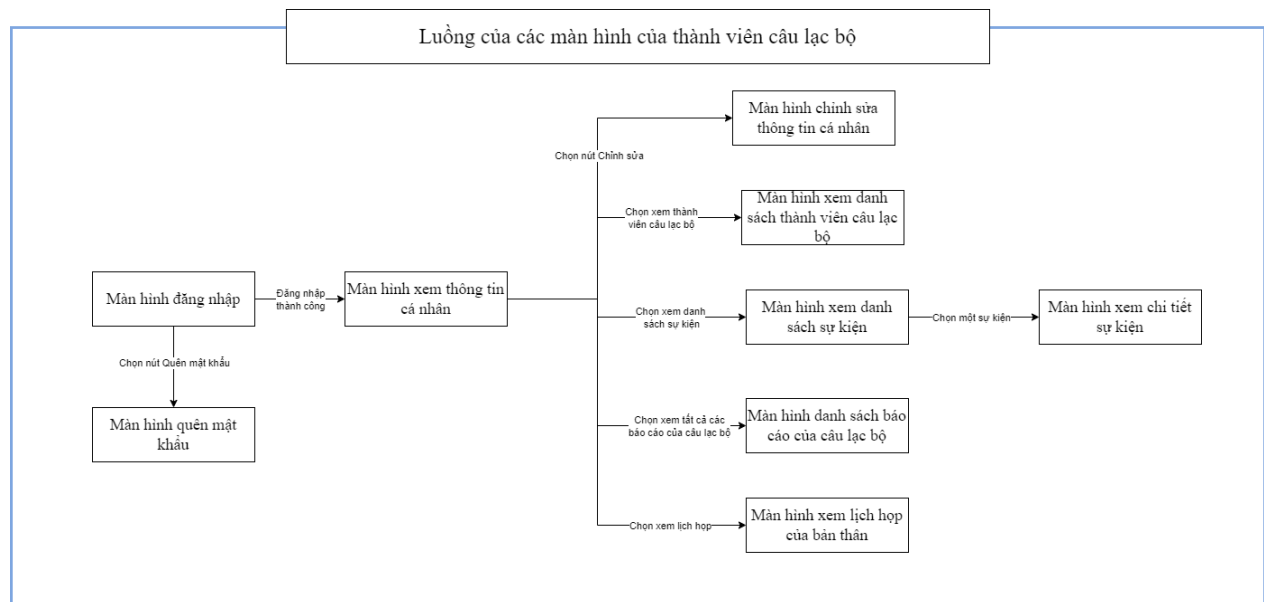 Luồng của các màn hình của thành viên câu lạc bộ
Màn hình chỉnh sửa
thông tin cá nhân
Chọn nút Chỉnh sửa
Màn hình xem danh
sách thành viên câu lạc
bộ
Chọn xem thành
viên câu lạc bộ
Màn hình đăng nhập
Đăng nhập
thành công
Màn hình xem thông tin
cá nhân
Chọn xem danh
sách sự kiện
Màn hình xem danh
sách sự kiện
Chọn một sự kiện
Màn hình xem chi tiết
sự kiện
Chọn nút Quên mật khẩu
Màn hình quên mật
khẩu
Chọn xem tất cả các
báo cáo của câu lạc bộ
Màn hình danh sách báo
cáo của câu lạc bộ
Chọn xem lịch họp
Màn hình xem lịch họp
của bản thân